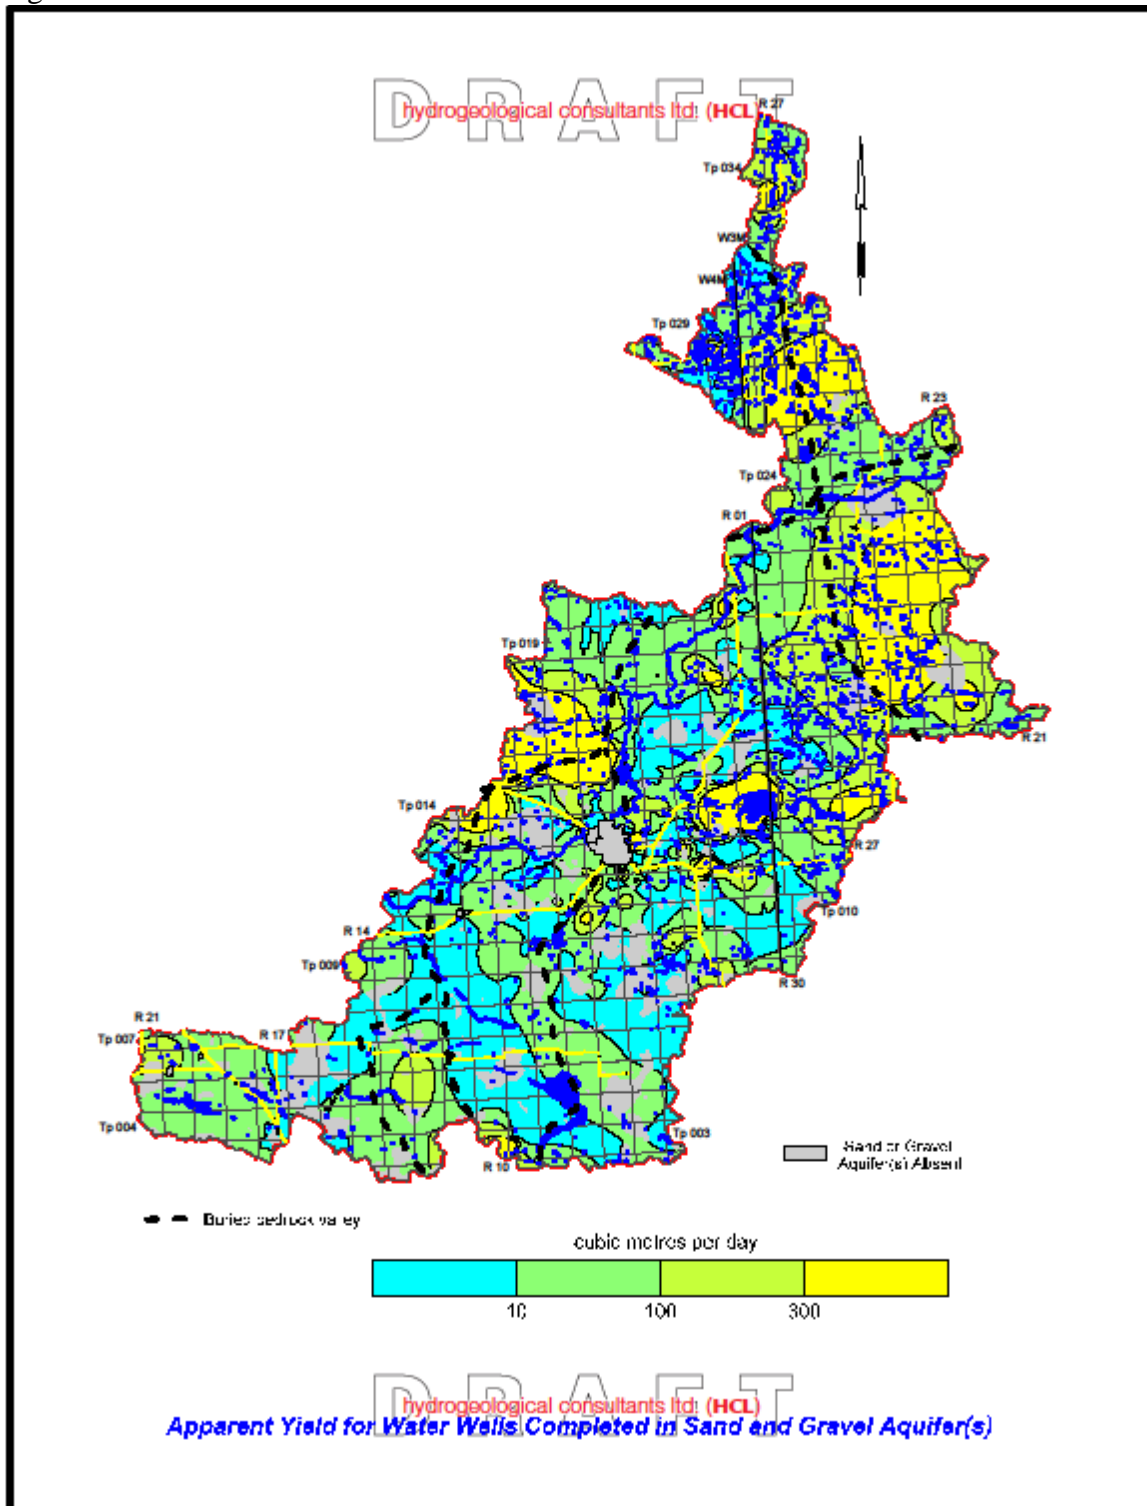 DRAFT
hydrogeological consultants ltd. (HCL)
R 27
Tp 034
W3M
W4M
Tp 029
R 23
Tp 024
R 01
Tp 019
R 21
Tp 014
R 27
Tp 010
R 14
Tp 009
R 30
R 21
Tp 007
R 17
Tp 004
Tp 003
R 10
Sand or Gravel
Aquifer(s) Absent
Buried bedrock valley
cubic metres per day
10 100 300
DRAFT
hydrogeological consultants ltd. (HCL)
Apparent Yield for Water Wells Completed in Sand and Gravel Aquifer(s)